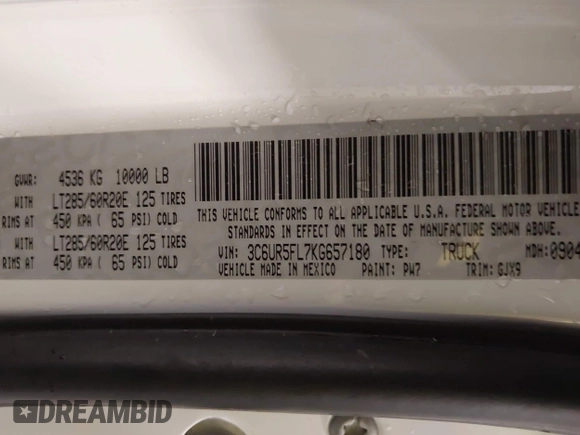 GVWR: 4536 KG 10000 LB
WITH LT285/60R20E 125 TIRES
RIMS AT 450 KPA ( 65 PSI) COLD
WITH LT285/60R20E 125 TIRES
RIMS AT 450 KPA ( 65 PSI) COLD
THIS VEHICLE CONFORMS TO ALL APPLICABLE U.S.A. FEDERAL MOTOR VEHICLE
STANDARDS IN EFFECT ON THE DATE OF MANUFACTURE SHOWN ABOVE.
VIN: 3C6UR5FL7KG657180 TYPE: TRUCK MDH: 0904
VEHICLE MADE IN MEXICO PAINT: PW7 TRIM: GJX9
DREAMBID